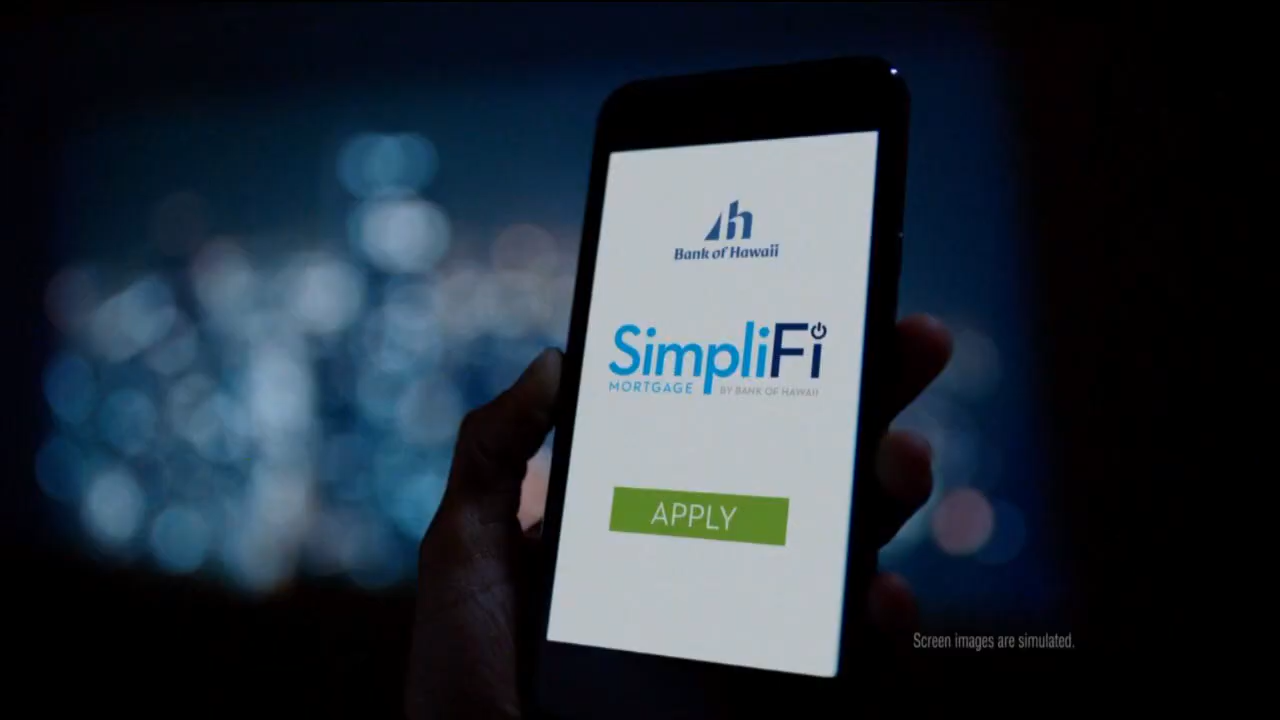 Bank of Hawaii
SimpliFi
MORTGAGE BY BANK OF HAWAII
APPLY
Screen images are simulated.